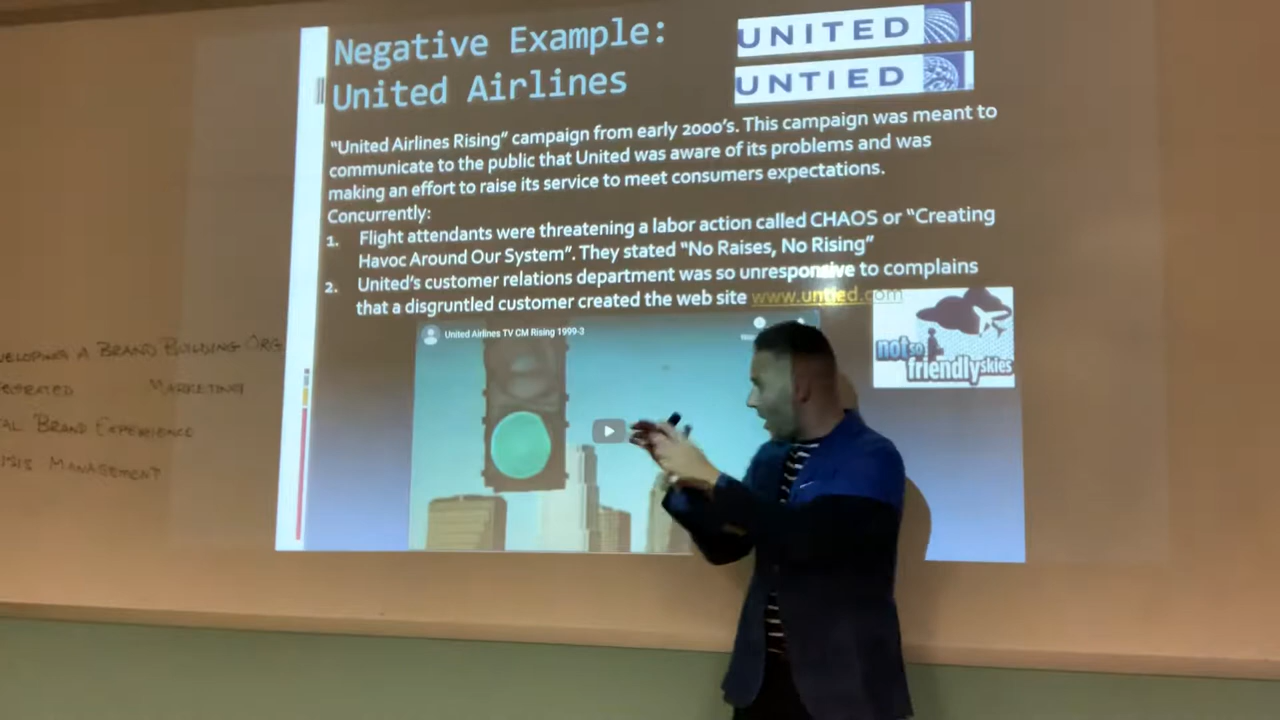 Negative Example:
United Airlines
UNITED
UNTIED
"United Airlines Rising" campaign from early 2000's. This campaign was meant to
communicate to the public that United was aware of its problems and was
making an effort to raise its service to meet consumers expectations.
Concurrently:
1. Flight attendants were threatening a labor action called CHAOS or "Creating
Havoc Around Our System". They stated "No Raises, No Rising"
2. United's customer relations department was so unresponsive to complains
that a disgruntled customer created the web site www.untied.com
United Airlines TV CM Rising 1999-3
not so
friendly skies
A BRAND BUILDING
MARKETING
BRAND EXPERIENCE
MANAGEMENT